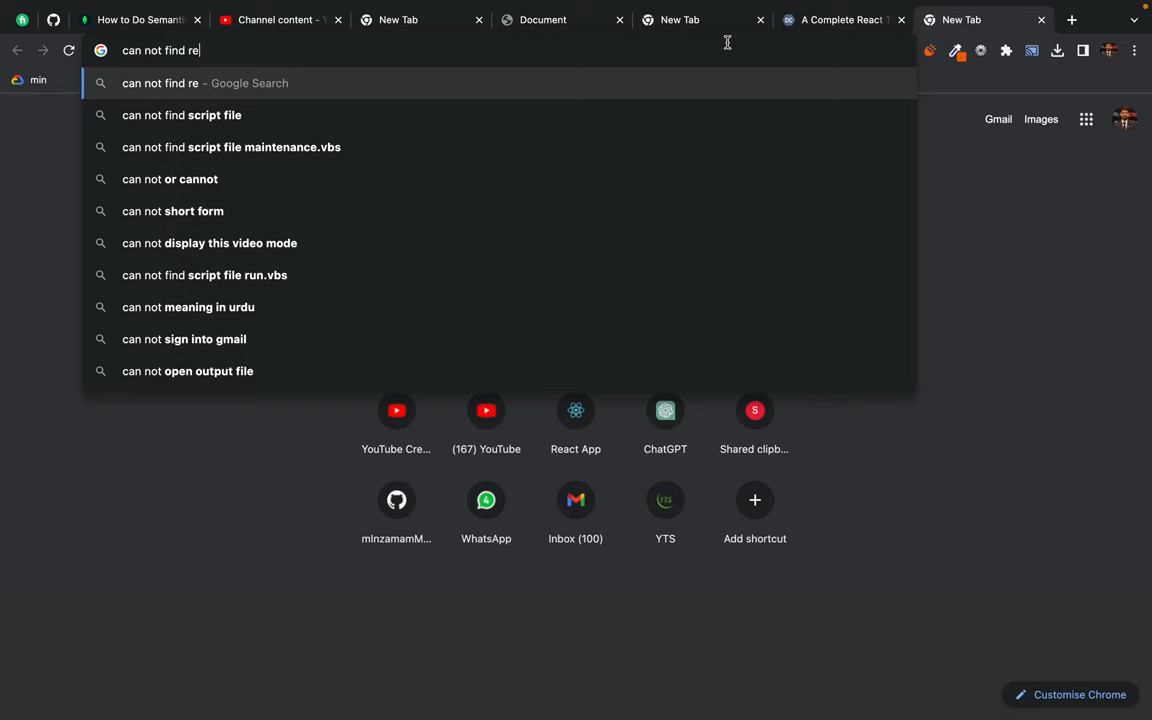 How to Do Semanti
Channel content - Y
New Tab
Document
New Tab
A Complete React T
New Tab
can not find re
min
can not find re - Google Search
can not find script file
can not find script file maintenance.vbs
can not or cannot
can not short form
can not display this video mode
can not find script file run.vbs
can not meaning in urdu
can not sign into gmail
can not open output file
Gmail
Images
YouTube Cre...
(167) YouTube
React App
ChatGPT
S
Shared clipb...
mInzamamM...
4
WhatsApp
Inbox (100)
YTS
YTS
Add shortcut
Customise Chrome